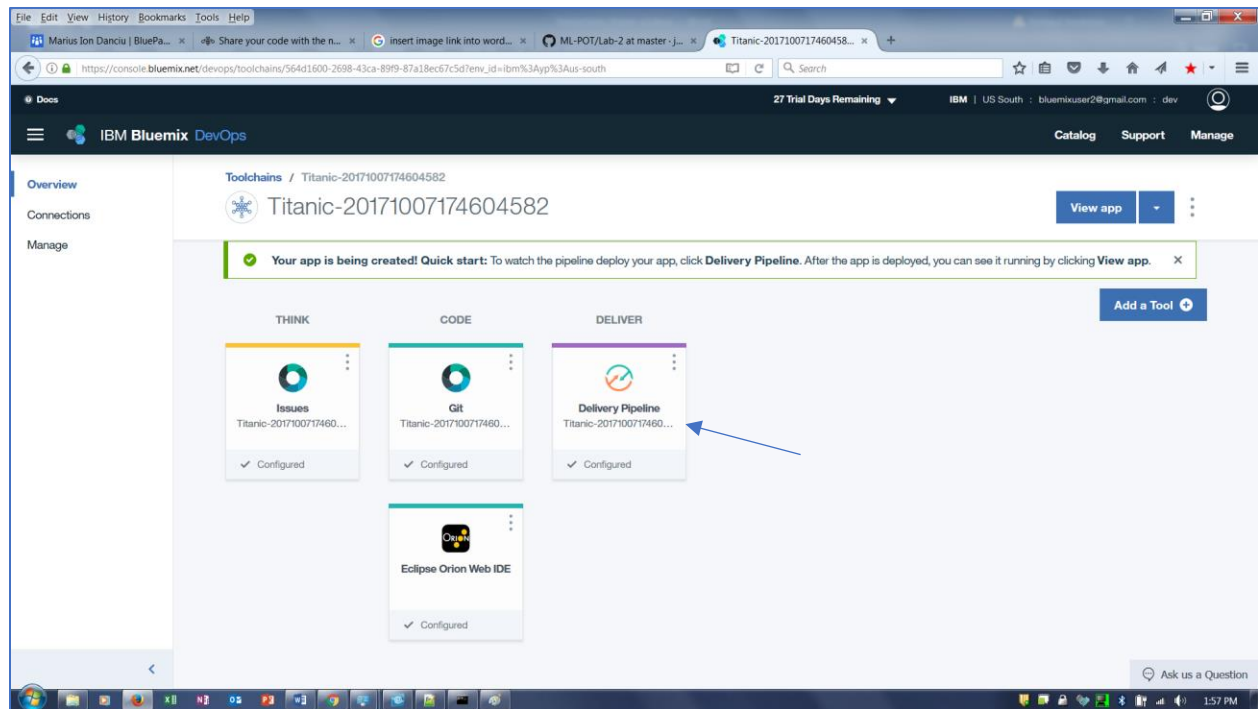 File Edit View History Bookmarks Tools Help
Marius Ion Danciu | BluePa... × Share your code with the n... × insert image link into word... × ML-POT/Lab-2 at master · j... × Titanic-2017100717460458... × +
https://console.bluemix.net/devops/toolchains/564d1600-2698-43ca-89f9-87a18ec67c5d?env_id=ibm%3Ayp%3Aus-south Search
Docs 27 Trial Days Remaining IBM | US South : bluemixuser2@gmail.com : dev
IBM Bluemix DevOps Catalog Support Manage
Overview
Connections
Manage
Toolchains / Titanic-20171007174604582
Titanic-20171007174604582
View app
Your app is being created! Quick start: To watch the pipeline deploy your app, click Delivery Pipeline. After the app is deployed, you can see it running by clicking View app. ×
Add a Tool
THINK CODE DELIVER
Issues
Titanic-2017100717460...
Configured
Git
Titanic-2017100717460...
Configured
Delivery Pipeline
Titanic-2017100717460...
Configured
ORION
Eclipse Orion Web IDE
Configured
Ask us a Question
1:57 PM